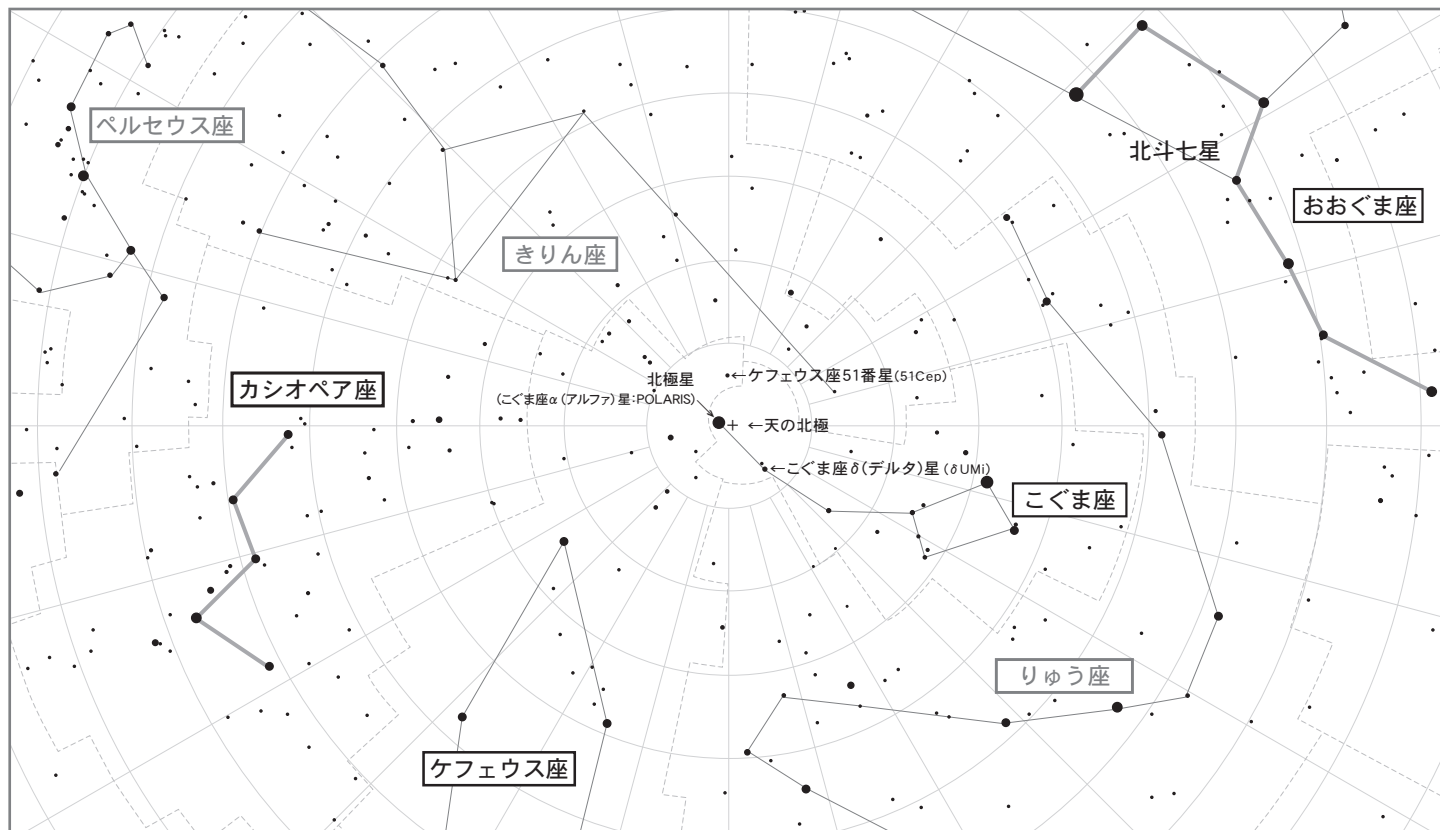 ペルセウス座
北斗七星
おおぐま座
きりん座
カシオペア座
北極星
(こぐま座α(アルファ)星:POLARIS)
←ケフェウス座51番星(51Cep)
+ ←天の北極
←こぐま座δ(デルタ)星(δUMi)
こぐま座
りゅう座
ケフェウス座